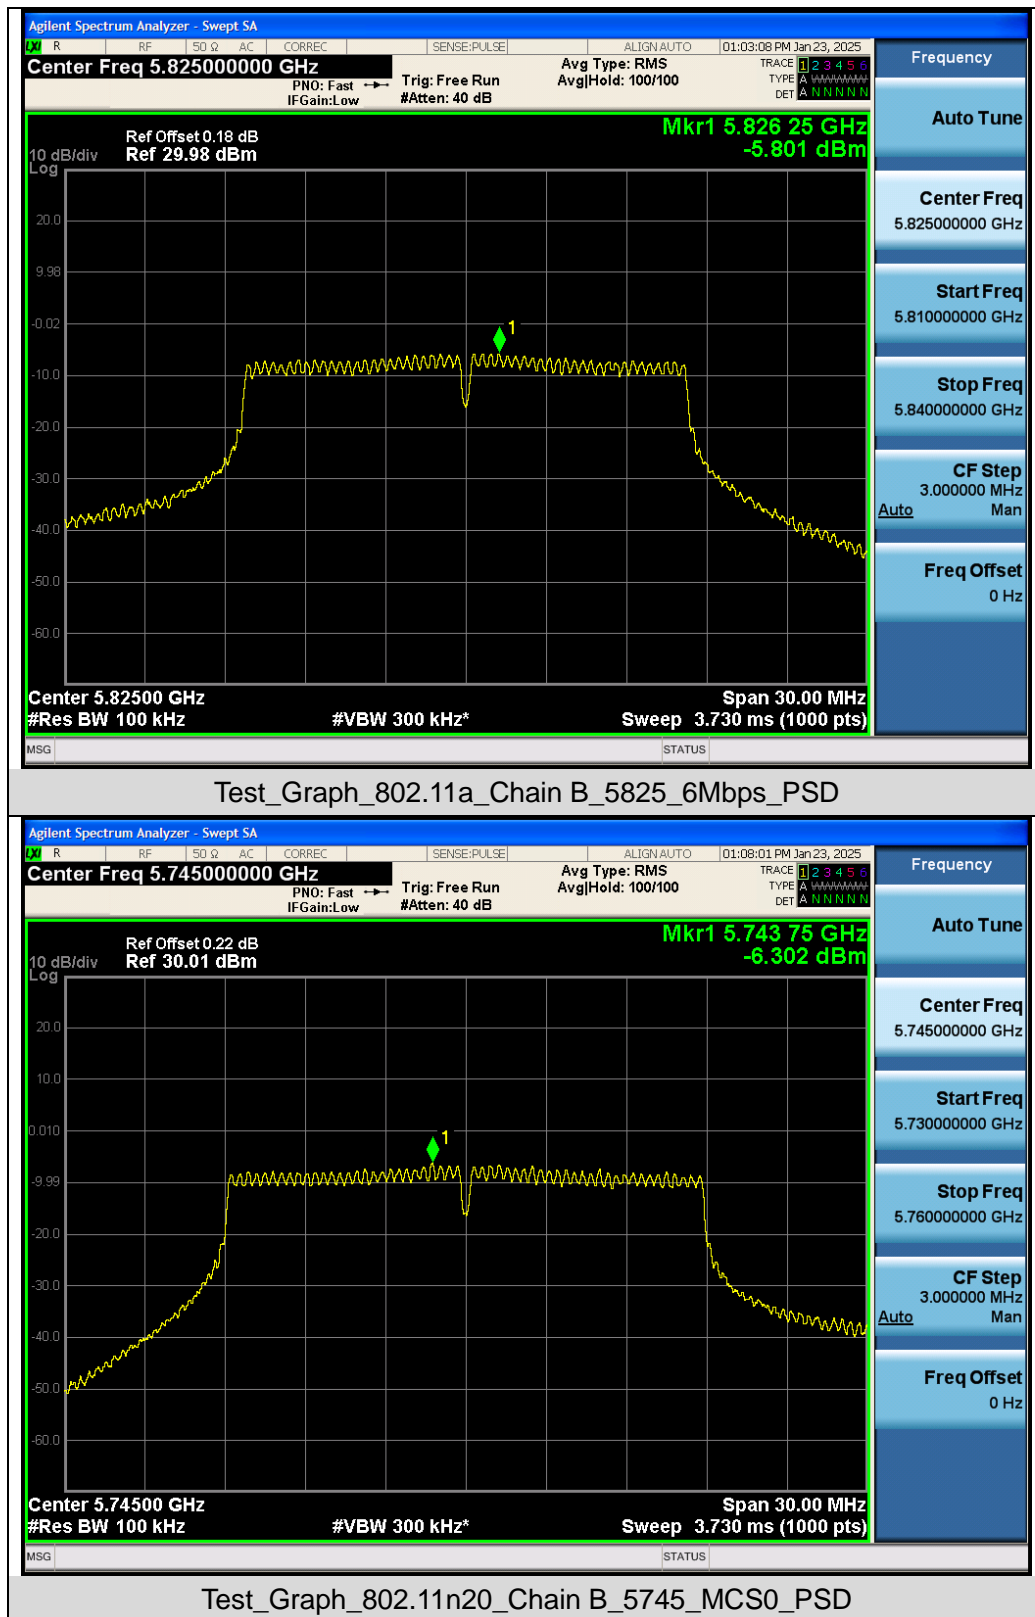 Agilent Spectrum Analyzer - Swept SA
LXI R RF 50 Ω AC CORREC SENSE:PULSE ALIGN AUTO 01:03:08 PM Jan 23, 2025
Center Freq 5.825000000 GHz
PNO: Fast
IFGain:Low
Trig: Free Run
#Atten: 40 dB
Avg Type: RMS
Avg|Hold: 100/100
TRACE 1 2 3 4 5 6
TYPE A WWWWW
DET A N N N N N
Ref Offset 0.18 dB
10 dB/div Ref 29.98 dBm
Log
Mkr1 5.826 25 GHz
-5.801 dBm
20.0
9.98
-0.02
-10.0
-20.0
-30.0
-40.0
-50.0
-60.0
1
Center 5.82500 GHz Span 30.00 MHz
#Res BW 100 kHz #VBW 300 kHz* Sweep 3.730 ms (1000 pts)
MSG STATUS
Frequency
Auto Tune
Center Freq
5.825000000 GHz
Start Freq
5.810000000 GHz
Stop Freq
5.840000000 GHz
CF Step
3.000000 MHz
Auto Man
Freq Offset
0 Hz
Test_Graph_802.11a_Chain B_5825_6Mbps_PSD
Agilent Spectrum Analyzer - Swept SA
LXI R RF 50 Ω AC CORREC SENSE:PULSE ALIGN AUTO 01:08:01 PM Jan 23, 2025
Center Freq 5.745000000 GHz
PNO: Fast
IFGain:Low
Trig: Free Run
#Atten: 40 dB
Avg Type: RMS
Avg|Hold: 100/100
TRACE 1 2 3 4 5 6
TYPE A WWWWW
DET A N N N N N
Ref Offset 0.22 dB
10 dB/div Ref 30.01 dBm
Log
Mkr1 5.743 75 GHz
-6.302 dBm
20.0
10.0
0.010
-9.99
-20.0
-30.0
-40.0
-50.0
-60.0
1
Center 5.74500 GHz Span 30.00 MHz
#Res BW 100 kHz #VBW 300 kHz* Sweep 3.730 ms (1000 pts)
MSG STATUS
Frequency
Auto Tune
Center Freq
5.745000000 GHz
Start Freq
5.730000000 GHz
Stop Freq
5.760000000 GHz
CF Step
3.000000 MHz
Auto Man
Freq Offset
0 Hz
Test_Graph_802.11n20_Chain B_5745_MCS0_PSD